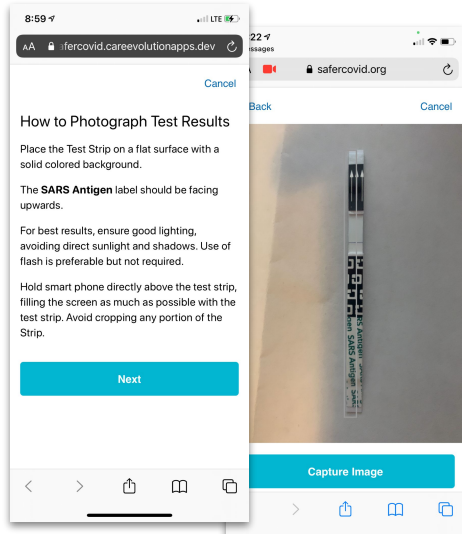 8:59
LTE
AA
fercovid.careevolutionapps.dev
Cancel
How to Photograph Test Results
Place the Test Strip on a flat surface with a
solid colored background.
The SARS Antigen label should be facing
upwards.
For best results, ensure good lighting,
avoiding direct sunlight and shadows. Use of
flash is preferable but not required.
Hold smart phone directly above the test strip,
filling the screen as much as possible with the
test strip. Avoid cropping any portion of the
Strip.
Next
22
ssages
safercovid.org
Back
Cancel
SARS Antigen
SARS Antigen
Capture Image